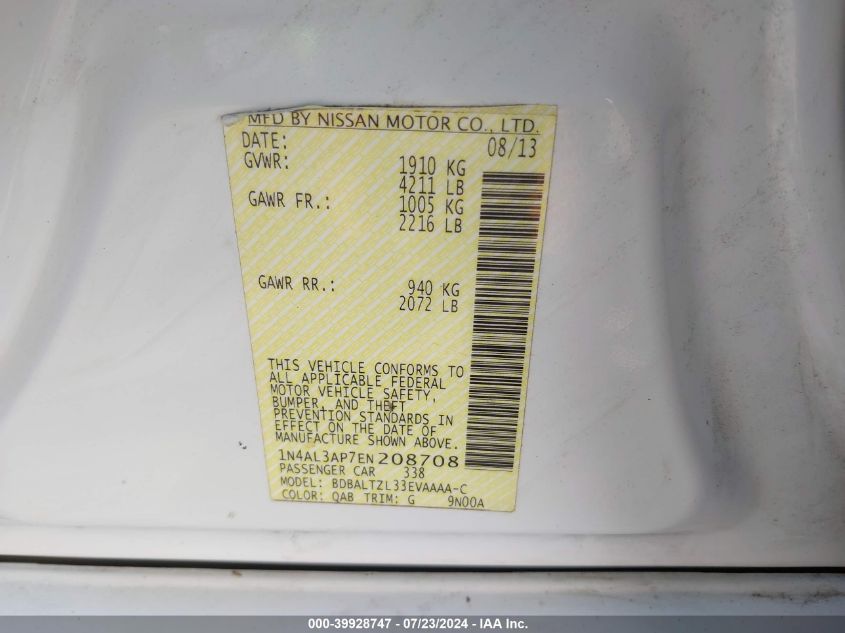 MFD BY NISSAN MOTOR CO., LTD.
DATE: 08/13
GVWR: 1910 KG
4211 LB
GAWR FR.: 1005 KG
2216 LB
GAWR RR.: 940 KG
2072 LB
THIS VEHICLE CONFORMS TO
ALL APPLICABLE FEDERAL
MOTOR VEHICLE SAFETY,
BUMPER, AND THEFT
PREVENTION STANDARDS IN
EFFECT ON THE DATE OF
MANUFACTURE SHOWN ABOVE.
1N4AL3AP7EN208708
PASSENGER CAR 338
MODEL: BDBALTZL33EVAAAA-C
COLOR: QAB TRIM: G 9N00A
000-39928747 - 07/23/2024 - IAA Inc.